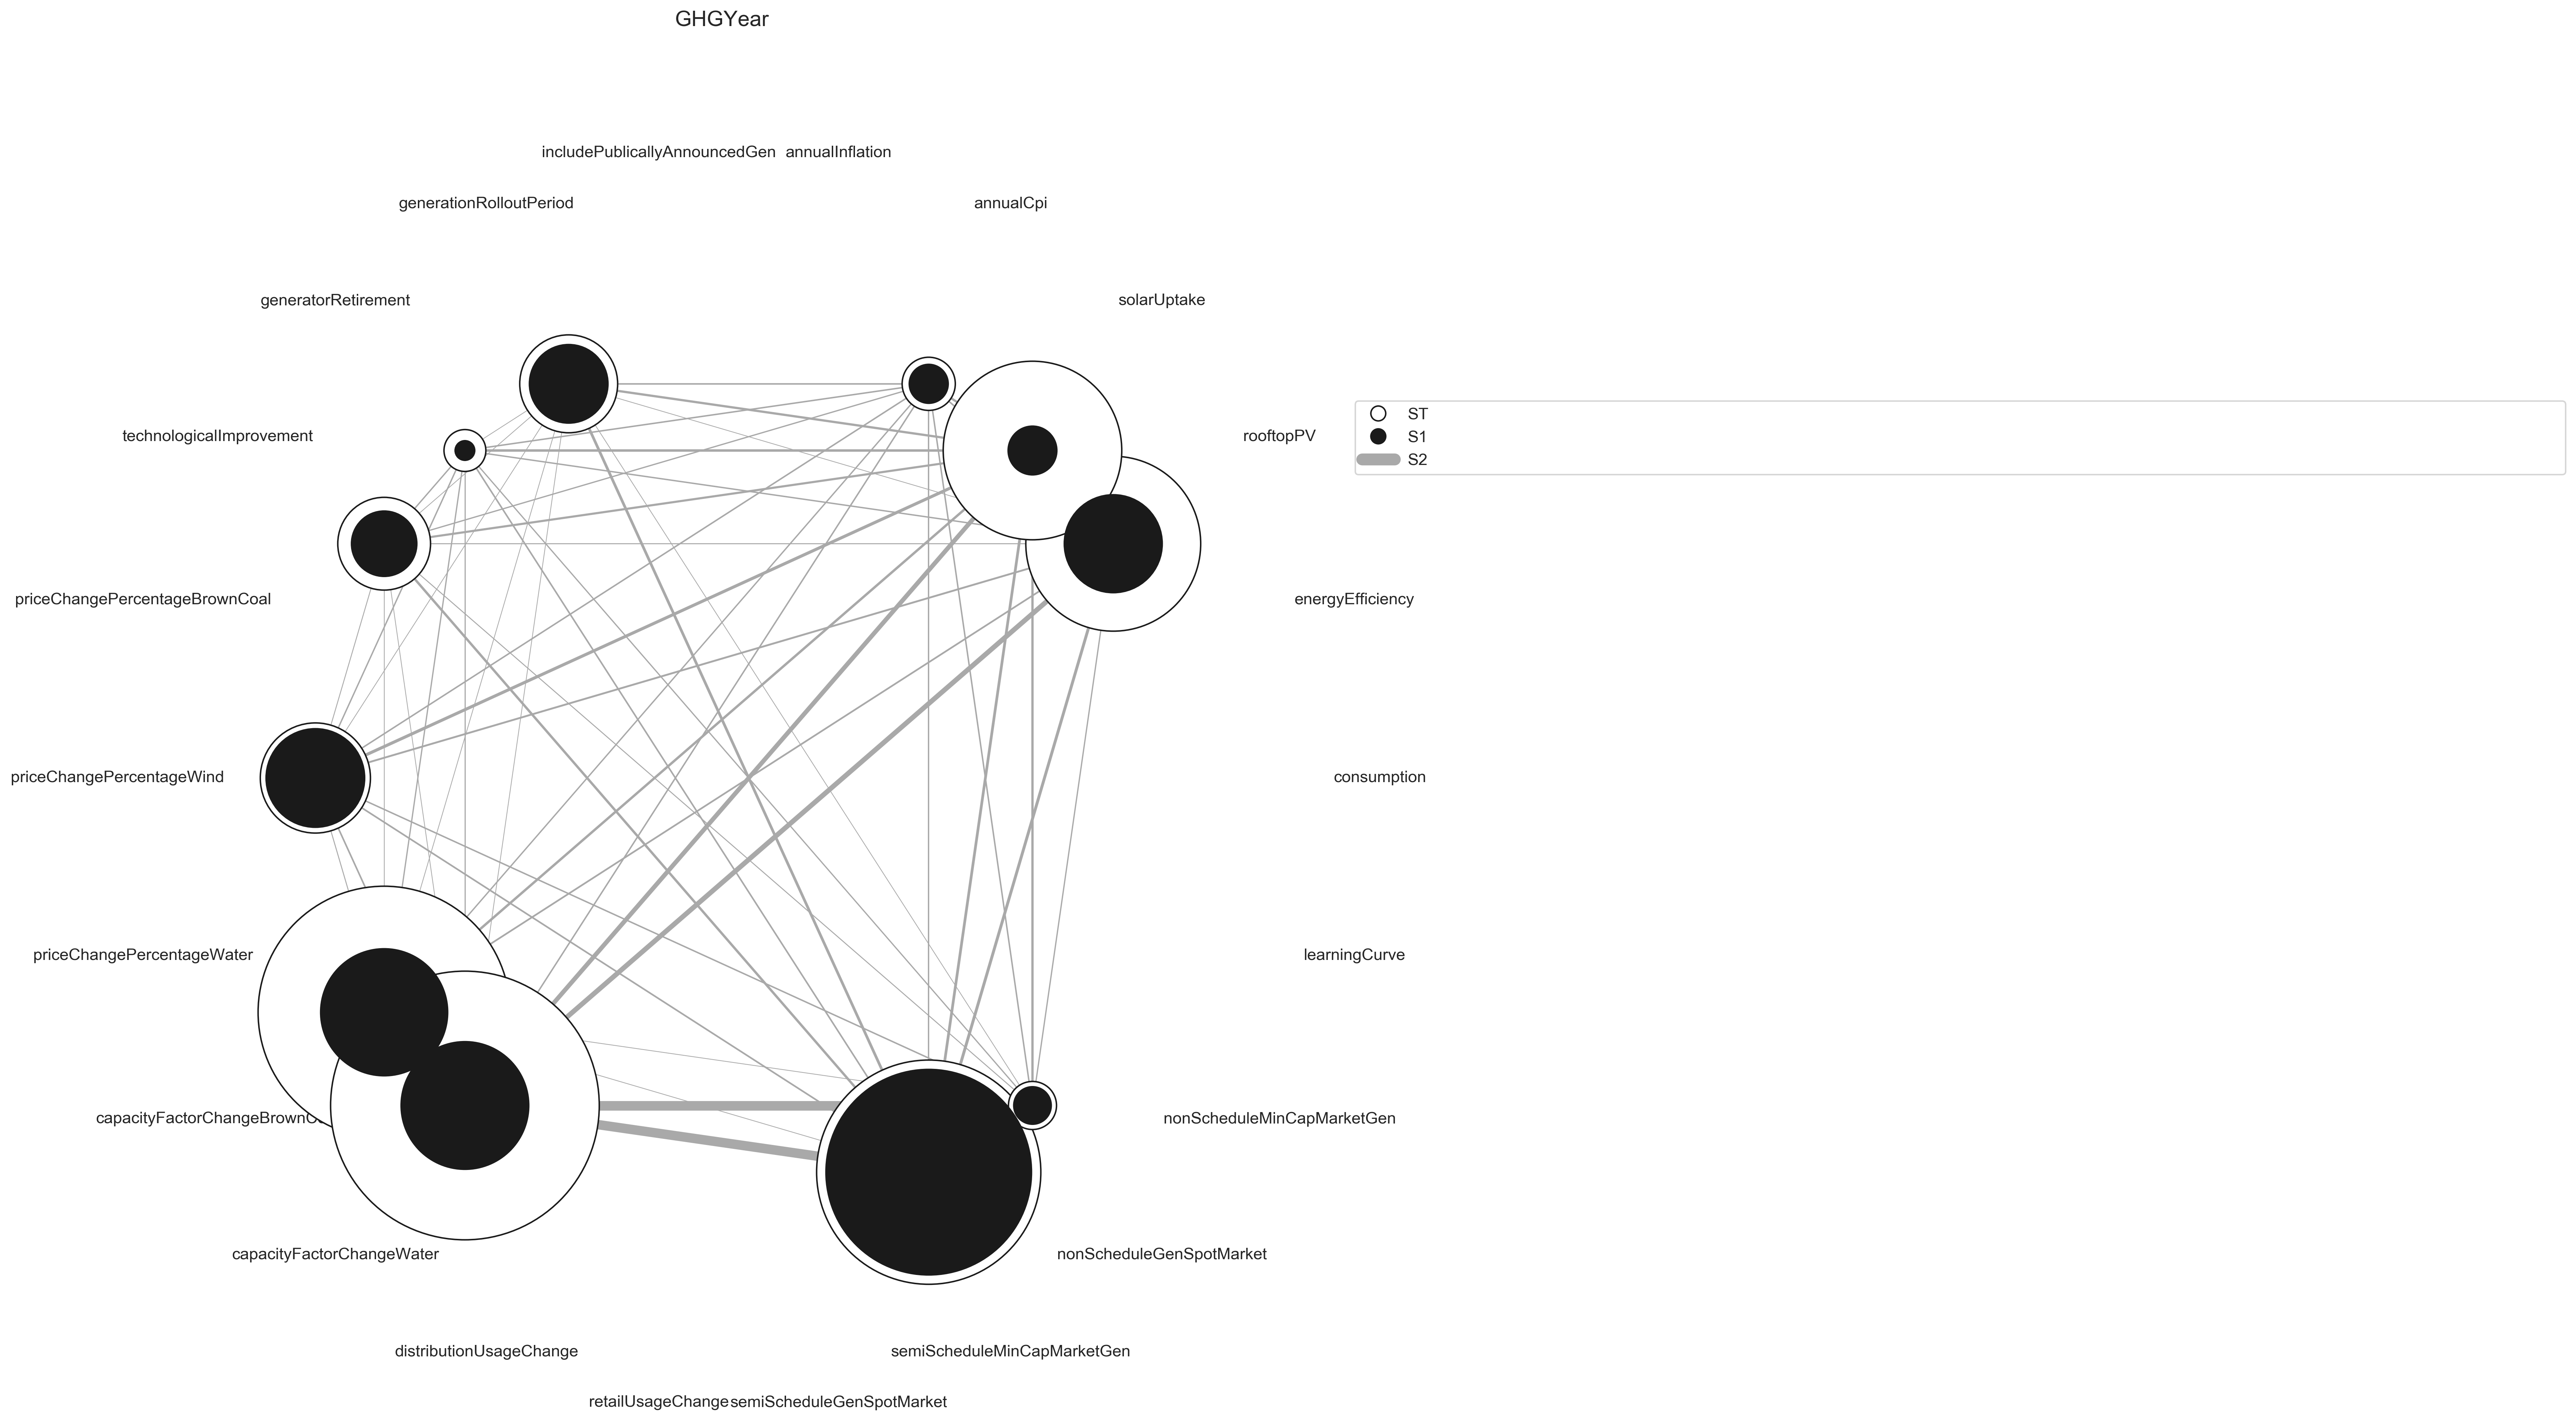 GHGYear
includePublicallyAnnouncedGen
annualInflation
generationRolloutPeriod
annualCpi
generatorRetirement
solarUptake
technologicalImprovement
rooftopPV
ST
S1
S2
priceChangePercentageBrownCoal
energyEfficiency
priceChangePercentageWind
consumption
priceChangePercentageWater
learningCurve
capacityFactorChangeBrownC
nonScheduleMinCapMarketGen
capacityFactorChangeWater
nonScheduleGenSpotMarket
distributionUsageChange
semiScheduleMinCapMarketGen
retailUsageChange
semiScheduleGenSpotMarket